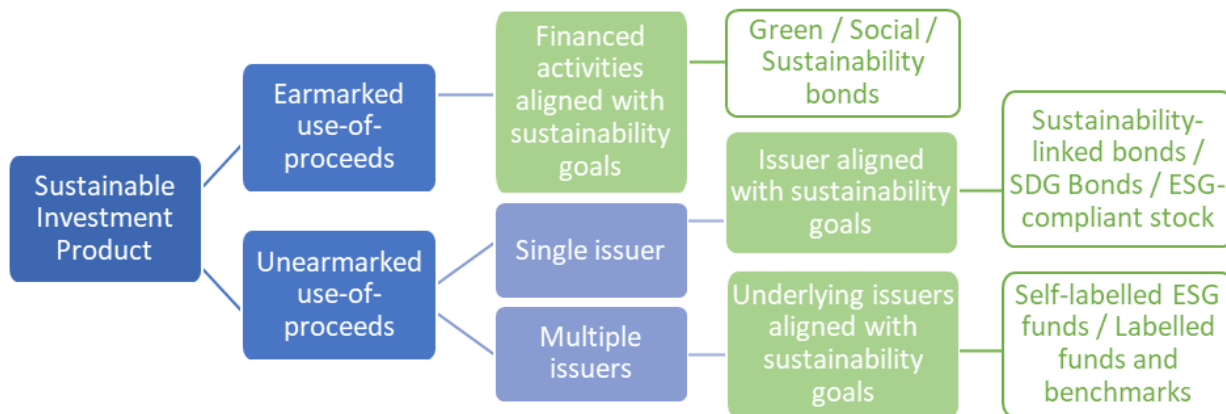 Sustainable
Investment
Product
Earmarked
use-of-
proceeds
Unearmarked
use-of-
proceeds
Financed
activities
aligned with
sustainability
goals
Single issuer
Multiple
issuers
Green / Social /
Sustainability
bonds
Issuer aligned
with sustainability
goals
Underlying issuers
aligned with
sustainability
goals
Sustainability-
linked bonds /
SDG Bonds / ESG-
compliant stock
Self-labelled ESG
funds / Labelled
funds and
benchmarks